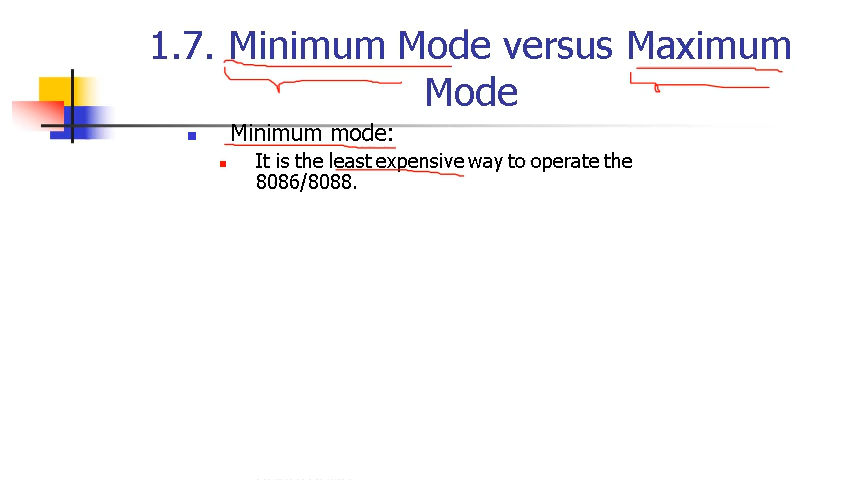 1.7. Minimum Mode versus Maximum
Mode
Minimum mode:
It is the least expensive way to operate the
8086/8088.